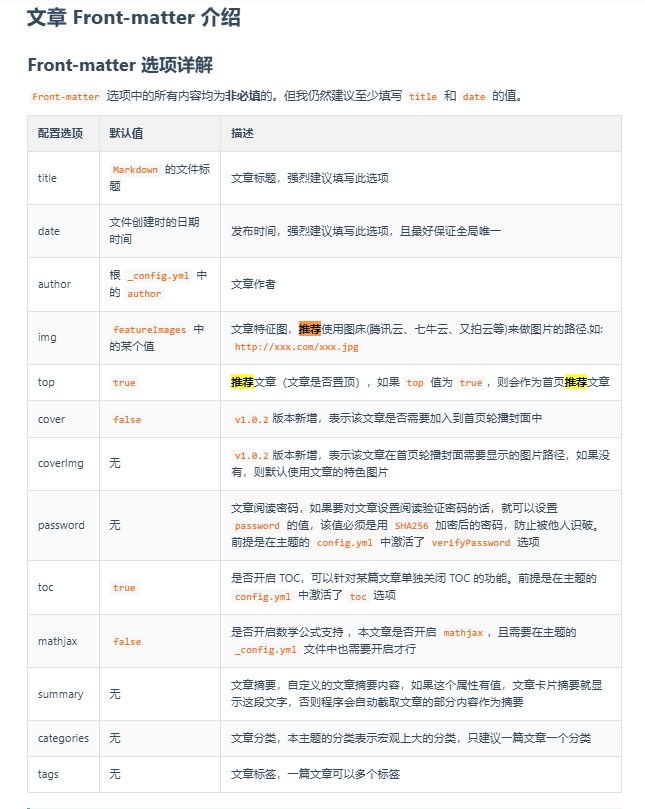 文章 Front-matter 介绍
Front-matter 选项详解
Front-matter 选项中的所有内容均为非必填的。但我仍然建议至少填写 title 和 date 的值。
配置选项 默认值 描述
title Markdown 的文件标题 文章标题，强烈建议填写此选项
date 文件创建时的日期时间 发布时间，强烈建议填写此选项，且最好保证全局唯一
author 根 _config.yml 中的 author 文章作者
img featureImages 中的某个值 文章特征图，推荐使用图床(腾讯云、七牛云、又拍云等)来做图片的路径.如: http://xxx.com/xxx.jpg
top true 推荐文章（文章是否置顶），如果 top 值为 true，则会作为首页推荐文章
cover false v1.0.2 版本新增，表示该文章是否需要加入到首页轮播封面中
coverImg 无 v1.0.2 版本新增，表示该文章在首页轮播封面需要显示的图片路径，如果没有，则默认使用文章的特色图片
password 无 文章阅读密码，如果要对文章设置阅读验证密码的话，就可以设置 password 的值，该值必须是用 SHA256 加密后的密码，防止被他人识破。前提是在主题的 config.yml 中激活了 verifyPassword 选项
toc true 是否开启 TOC，可以针对某篇文章单独关闭 TOC 的功能。前提是在主题的 config.yml 中激活了 toc 选项
mathjax false 是否开启数学公式支持 ，本文章是否开启 mathjax，且需要在主题的 _config.yml 文件中也需要开启才行
summary 无 文章摘要，自定义的文章摘要内容，如果这个属性有值，文章卡片摘要就显示这段文字，否则程序会自动截取文章的部分内容作为摘要
categories 无 文章分类，本主题的分类表示宏观上大的分类，只建议一篇文章一个分类
tags 无 文章标签，一篇文章可以多个标签